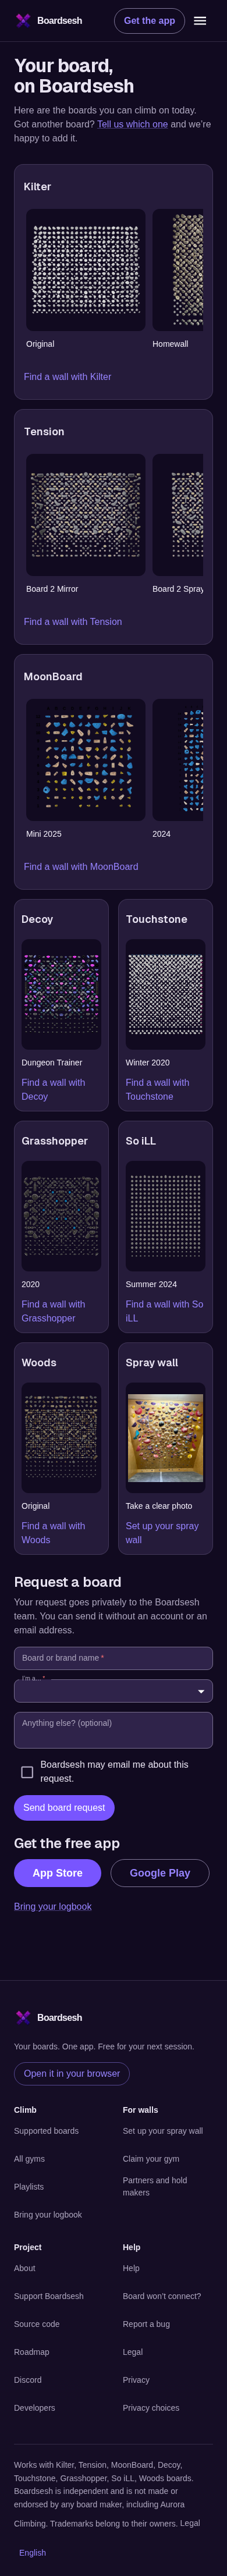 Boardsesh
Get the app
Your board,
on Boardsesh
Here are the boards you can climb on today.
Got another board? Tell us which one and we're
happy to add it.
Kilter
Original
Homewall
Find a wall with Kilter
Tension
Board 2 Mirror
Board 2 Spray
Find a wall with Tension
MoonBoard
Mini 2025
2024
Find a wall with MoonBoard
Decoy
Dungeon Trainer
Find a wall with
Decoy
Touchstone
Winter 2020
Find a wall with
Touchstone
Grasshopper
2020
Find a wall with
Grasshopper
So iLL
Summer 2024
Find a wall with So
iLL
Woods
Original
Find a wall with
Woods
Spray wall
Take a clear photo
Set up your spray
wall
Request a board
Your request goes privately to the Boardsesh
team. You can send it without an account or an
email address.
Board or brand name *
I'm a… *
Anything else? (optional)
Boardsesh may email me about this
request.
Send board request
Get the free app
App Store
Google Play
Bring your logbook
Boardsesh
Your boards. One app. Free for your next session.
Open it in your browser
Climb
Supported boards
All gyms
Playlists
Bring your logbook
For walls
Set up your spray wall
Claim your gym
Partners and hold
makers
Project
About
Support Boardsesh
Source code
Roadmap
Discord
Developers
Help
Help
Board won't connect?
Report a bug
Legal
Privacy
Privacy choices
Works with Kilter, Tension, MoonBoard, Decoy,
Touchstone, Grasshopper, So iLL, Woods boards.
Boardsesh is independent and is not made or
endorsed by any board maker, including Aurora
Climbing. Trademarks belong to their owners. Legal
English